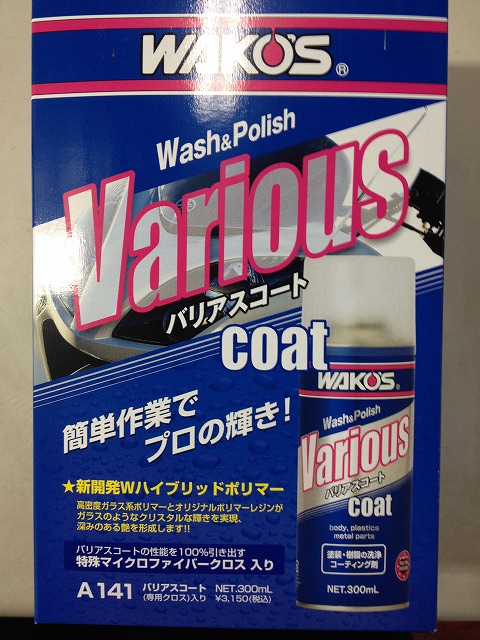 WAKO'S®
Wash&Polish
Various
バリアスコート
coat
簡単作業で
プロの輝き!
★新開発Wハイブリッドポリマー
高密度ガラス系ポリマーとオリジナルポリマーレジンが
ガラスのようなクリスタルな輝きを実現、
深みのある艶を形成します!!
バリアスコートの性能を100%引き出す
特殊マイクロファイバークロス 入り
A141 バリアスコート NET.300mL
(専用クロス)入り ¥3,150(税込)
WAKO'S®
Wash&Polish
Various
バリアスコート
coat
body, plastics
metal parts
塗装・樹脂の洗浄
コーティング剤
NET.300mL